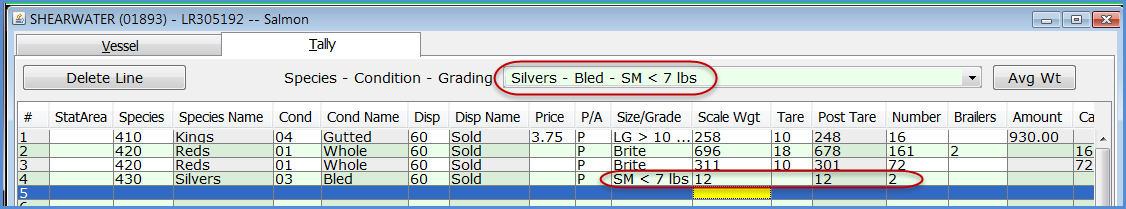 SHEARWATER (01893) - LR305192 -- Salmon
Vessel Tally
Delete Line Species - Condition - Grading Silvers - Bled - SM < 7 lbs Avg Wt
# StatArea Species Species Name Cond Cond Name Disp Disp Name Price P/A Size/Grade Scale Wgt Tare Post Tare Number Brailers Amount Ca
1 410 Kings 04 Gutted 60 Sold 3.75 P LG > 10 ... 258 10 248 16 930.00
2 420 Reds 01 Whole 60 Sold P Brite 696 18 678 161 2 16
3 420 Reds 01 Whole 60 Sold P Brite 311 10 301 72 72
4 430 Silvers 03 Bled 60 Sold P SM < 7 lbs 12 12 2
5
6